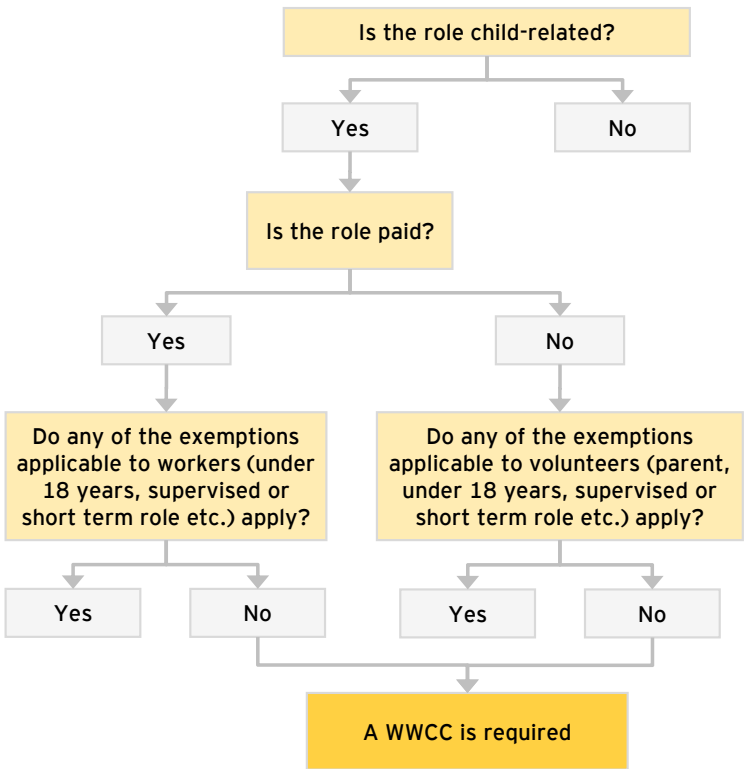 Is the role child-related?
Yes
No
Is the role paid?
Yes
No
Do any of the exemptions
applicable to workers (under
18 years, supervised or
short term role etc.) apply?
Do any of the exemptions
applicable to volunteers (parent,
under 18 years, supervised or
short term role etc.) apply?
Yes
No
Yes
No
A WWCC is required